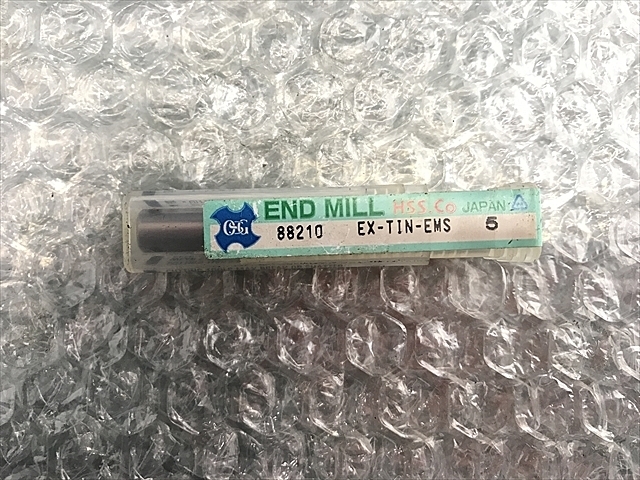 OSG END MILL HSS Co JAPAN
88210 EX-TIN-EMS 5